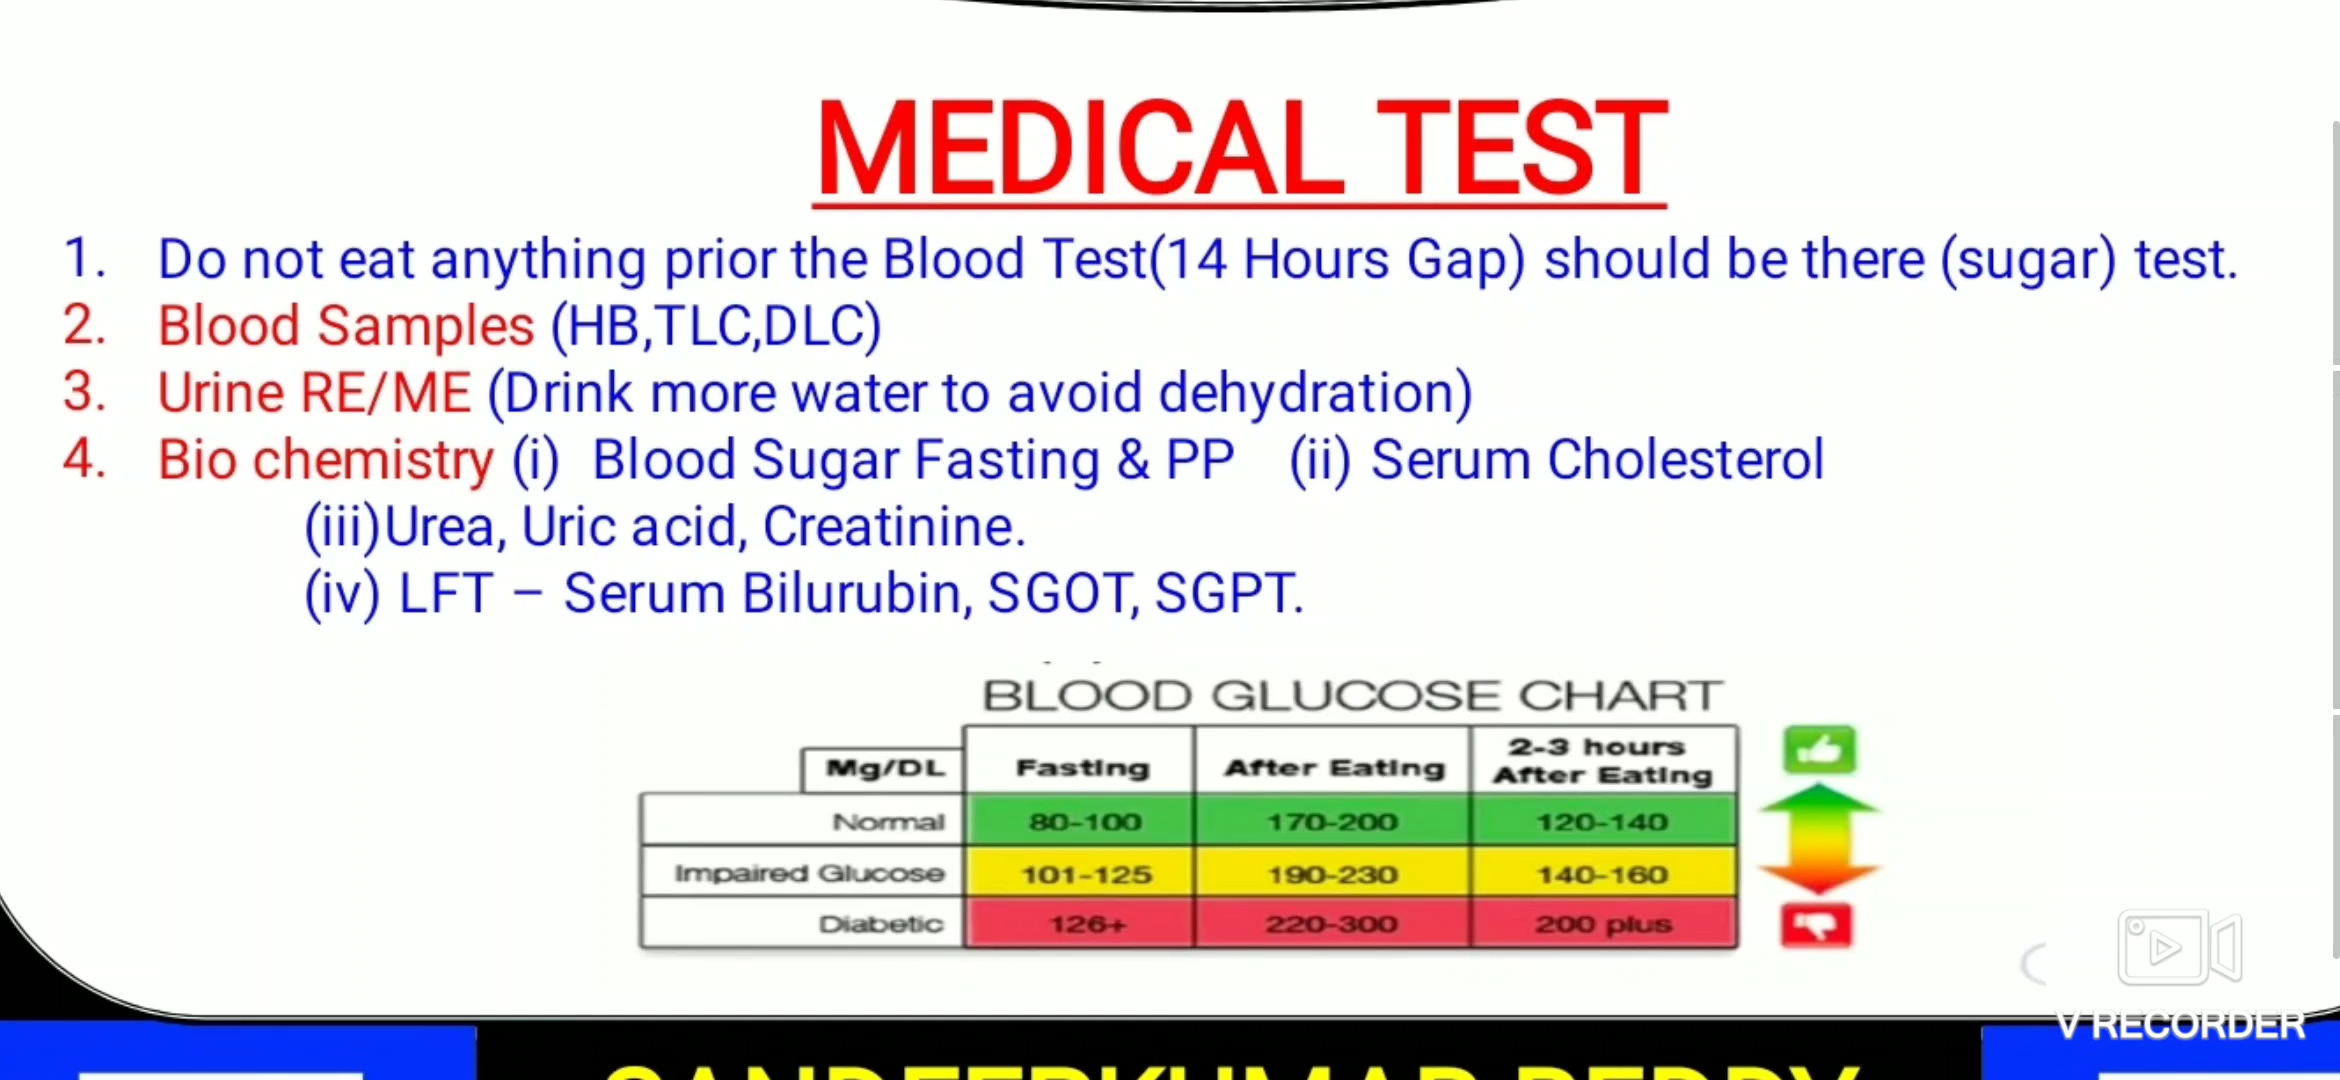 MEDICAL TEST
1. Do not eat anything prior the Blood Test(14 Hours Gap) should be there (sugar) test.
2. Blood Samples (HB,TLC,DLC)
3. Urine RE/ME (Drink more water to avoid dehydration)
4. Bio chemistry (i) Blood Sugar Fasting & PP (ii) Serum Cholesterol
(iii)Urea, Uric acid, Creatinine.
(iv) LFT – Serum Bilurubin, SGOT, SGPT.
BLOOD GLUCOSE CHART
Mg/DL Fasting After Eating 2-3 hours After Eating
Normal 80-100 170-200 120-140
Impaired Glucose 101-125 190-230 140-160
Diabetic 126+ 220-300 200 plus
V RECORDER